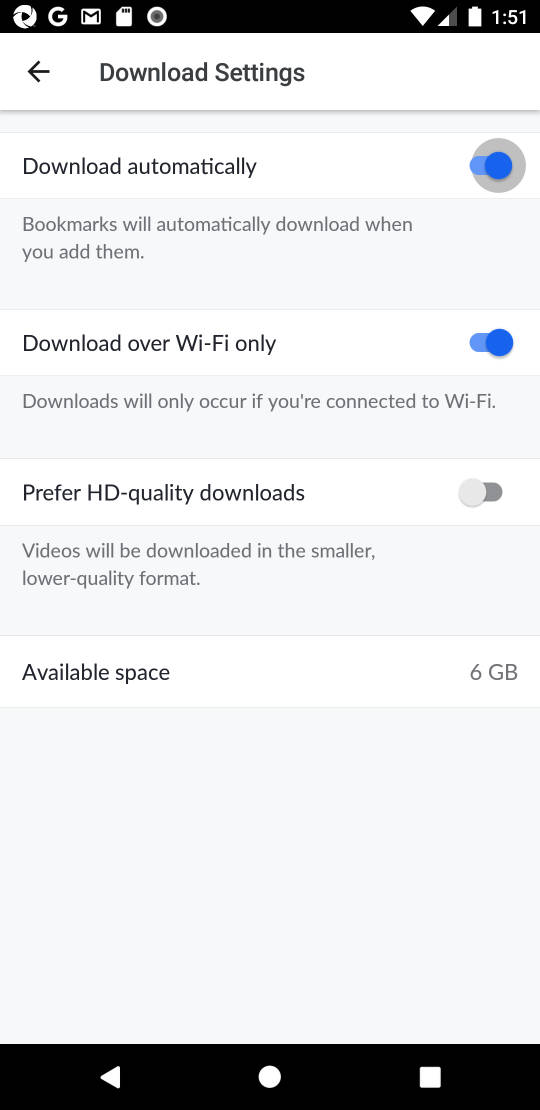 1:51
Download Settings
Download automatically
Bookmarks will automatically download when
you add them.
Download over Wi-Fi only
Downloads will only occur if you're connected to Wi-Fi.
Prefer HD-quality downloads
Videos will be downloaded in the smaller,
lower-quality format.
Available space 6 GB